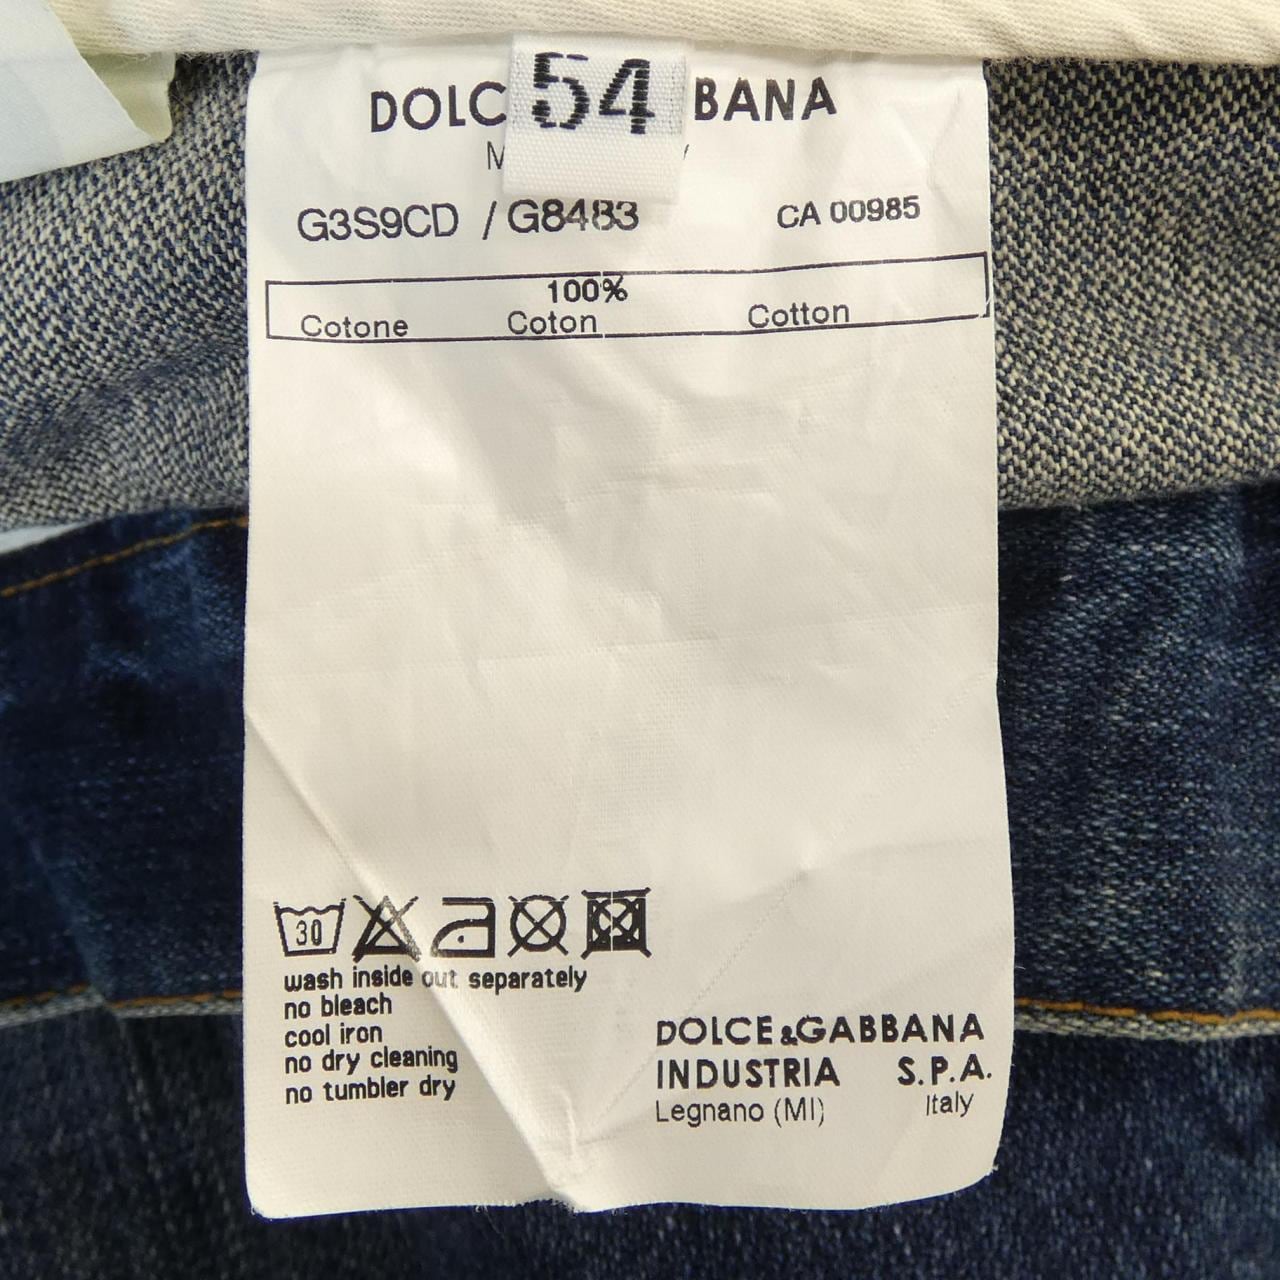 54
DOLC BANA
G3S9CD / G8483 CA 00985
100%
Cotone Coton Cotton
30
wash inside out separately
no bleach
cool iron
no dry cleaning
no tumbler dry
DOLCE&GABBANA
INDUSTRIA S.P.A.
Legnano (MI) Italy